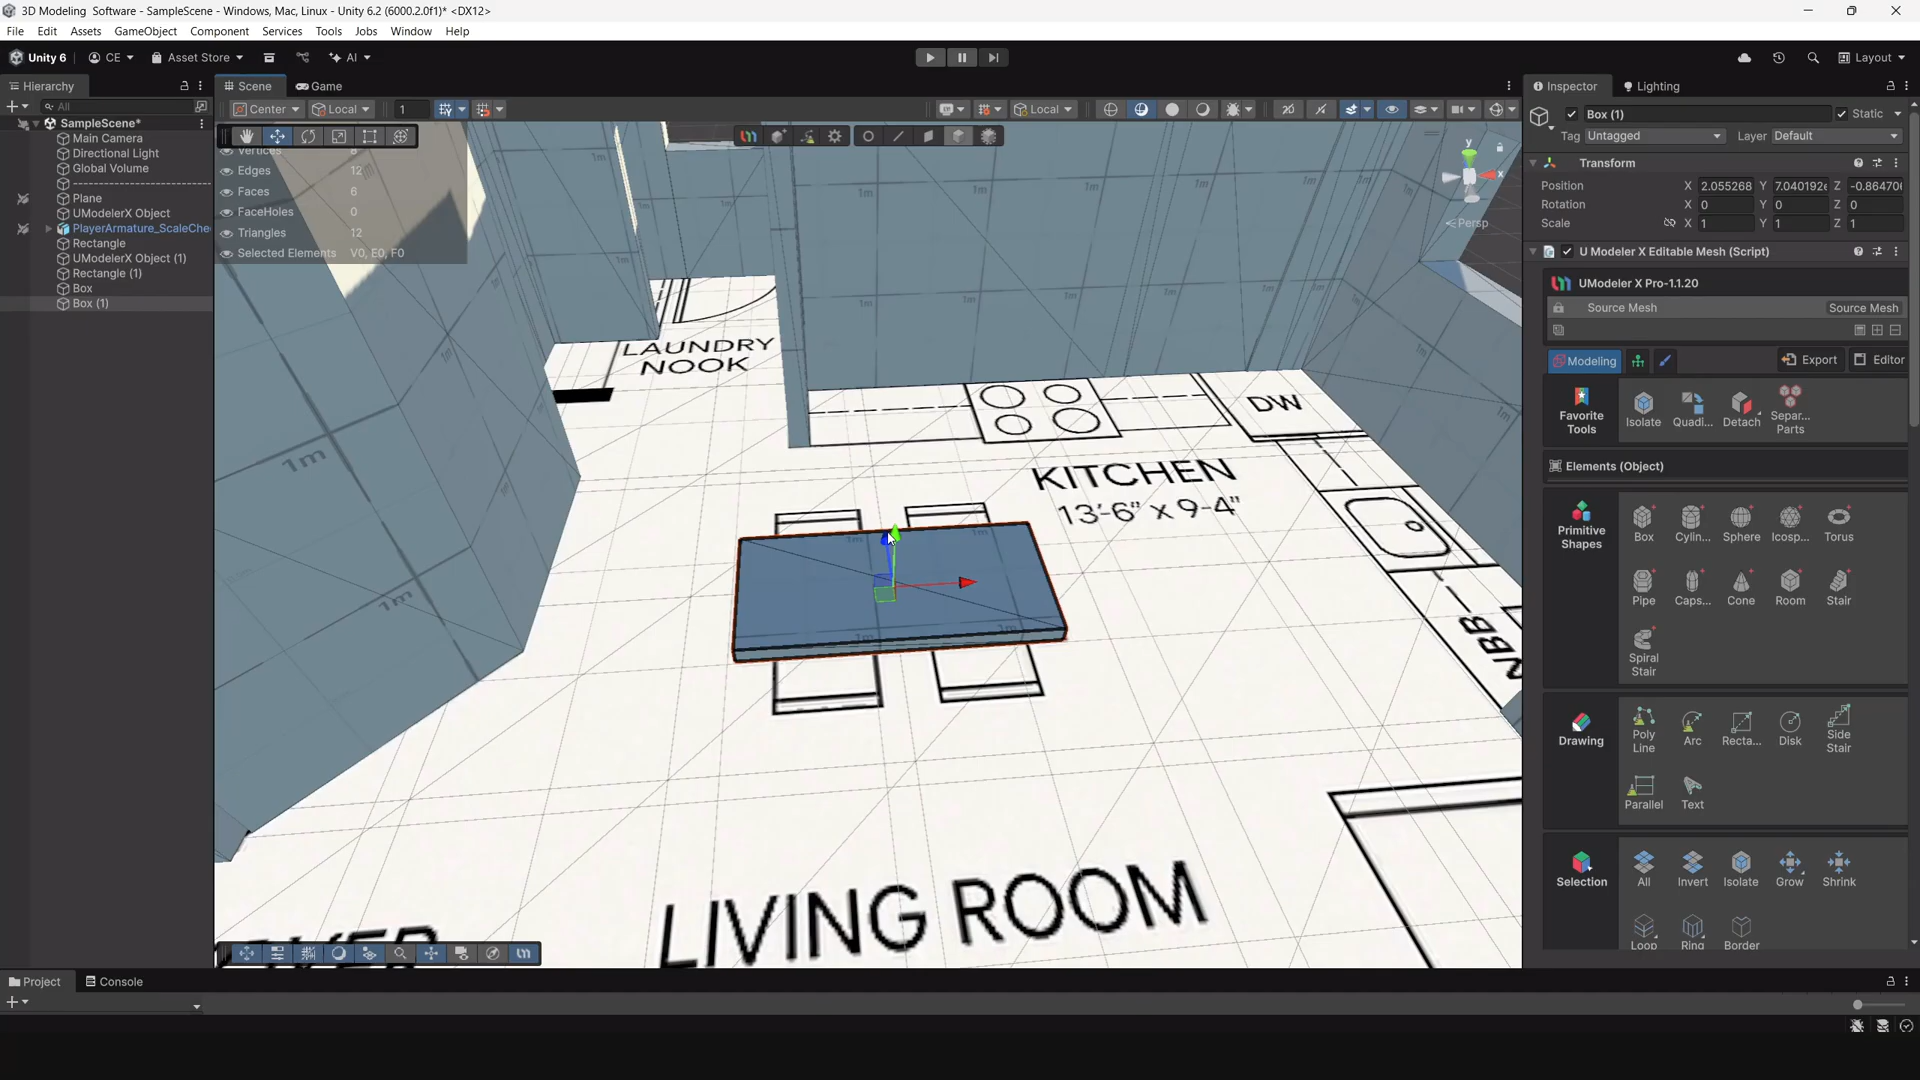 3D Modeling Software - SampleScene - Windows, Mac, Linux - Unity 6.2 (6000.2.0f1)* <DX12>
File Edit Assets GameObject Component Services Tools Jobs Window Help
Unity 6 CE Asset Store AI Layout
Hierarchy Scene Game Inspector Lighting
All Center Local 1 Local Box (1) Static
Tag Untagged Layer Default
SampleScene*
Main Camera
Directional Light
Global Volume
Plane
UModelerX Object
PlayerArmature_ScaleChe
Rectangle
UModelerX Object (1)
Rectangle (1)
Box
Box (1)
Vertices 8
Edges 12
Faces 6
FaceHoles 0
Triangles 12
Selected Elements V0, E0, F0
y
x
Persp
1m
LAUNDRY
NOOK
DW
KITCHEN
13'-6" X 9-4"
LIVING ROOM
Transform
Position X 2.055268 Y 7.040192e Z -0.86470
Rotation X 0 Y 0 Z 0
Scale X 1 Y 1 Z 1
U Modeler X Editable Mesh (Script)
UModeler X Pro-1.1.20
Source Mesh Source Mesh
Modeling Export Editor
Favorite Tools Isolate Quadi... Detach Separ... Parts
Elements (Object)
Primitive Shapes Box Cylin... Sphere Icosp... Torus
Pipe Caps... Cone Room Stair
Spiral Stair
Drawing Poly Line Arc Recta... Disk Side Stair
Parallel Text
Selection All Invert Isolate Grow Shrink
Loop Ring Border
Project Console